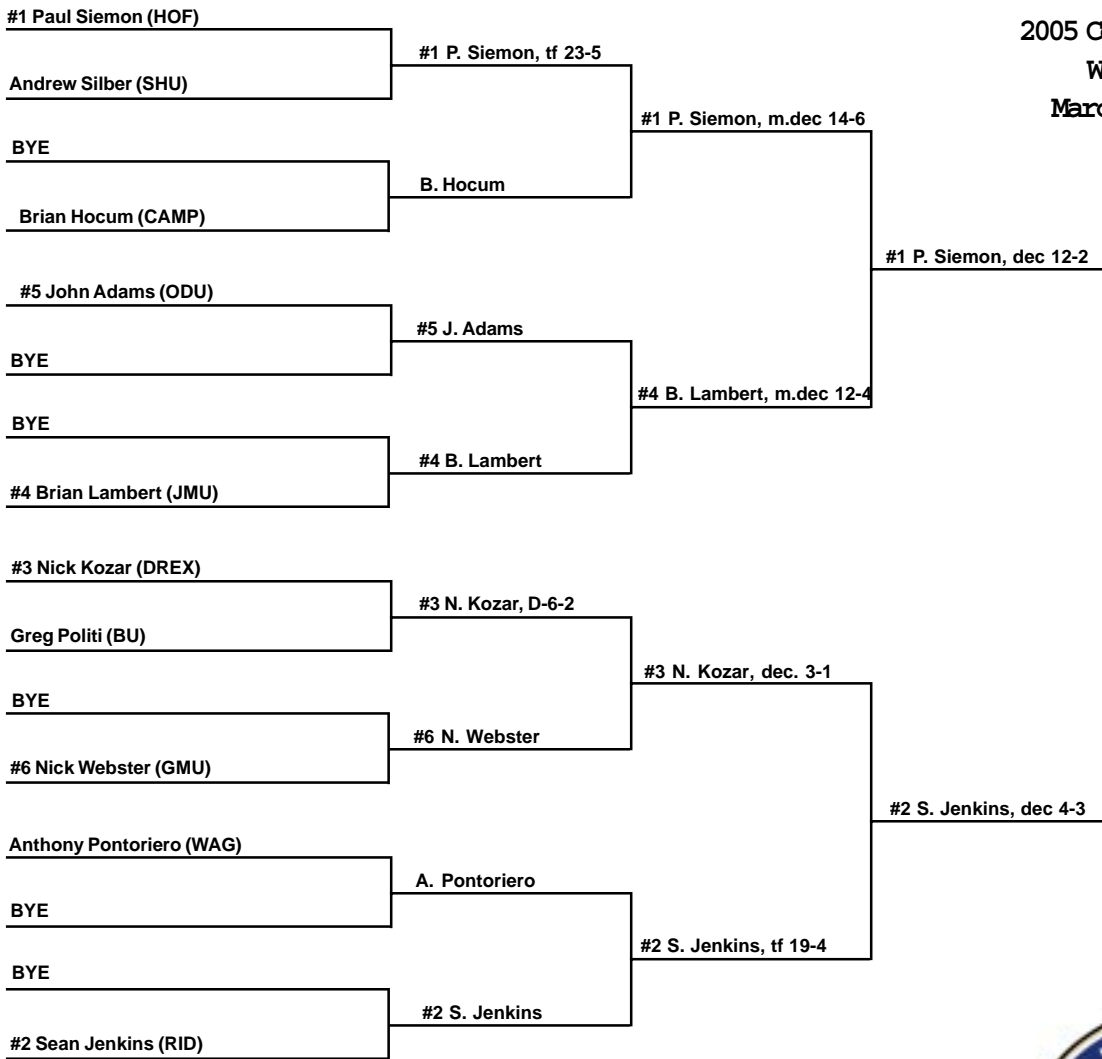 #1 Paul Siemon (HOF)
Andrew Silber (SHU)
BYE
Brian Hocum (CAMP)
#5 John Adams (ODU)
BYE
BYE
#4 Brian Lambert (JMU)
#3 Nick Kozar (DREX)
Greg Politi (BU)
BYE
#6 Nick Webster (GMU)
Anthony Pontoriero (WAG)
BYE
BYE
#2 Sean Jenkins (RID)
#1 P. Siemon, tf 23-5
B. Hocum
#5 J. Adams
#4 B. Lambert
#3 N. Kozar, D-6-2
#6 N. Webster
A. Pontoriero
#2 S. Jenkins
#1 P. Siemon, m.dec 14-6
#4 B. Lambert, m.dec 12-4
#3 N. Kozar, dec. 3-1
#2 S. Jenkins, tf 19-4
#1 P. Siemon, dec 12-2
#2 S. Jenkins, dec 4-3
2005